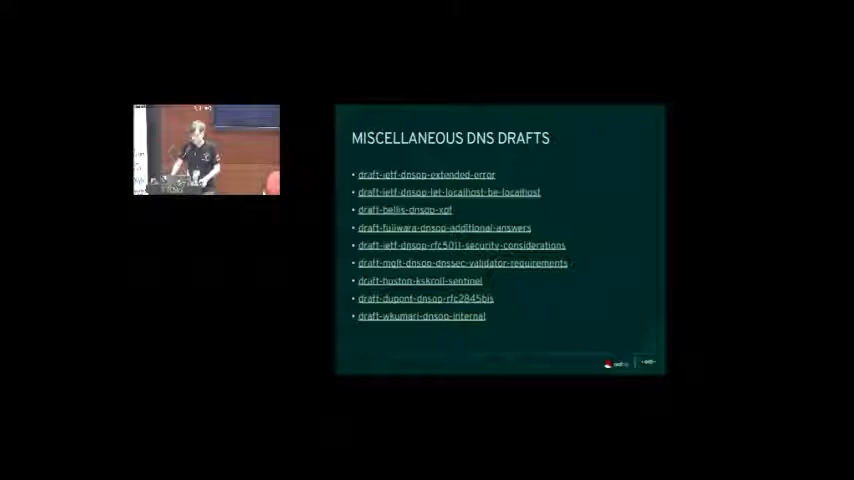 MISCELLANEOUS DNS DRAFTS
• draft-ietf-dnsop-extended-error
• draft-ietf-dnsop-let-localhost-be-localhost
• draft-bellis-dnsop-xpf
• draft-fujiwara-dnsop-additional-answers
• draft-ietf-dnsop-rfc5011-security-considerations
• draft-mglt-dnsop-dnssec-validator-requirements
• draft-huston-kskroll-sentinel
• draft-dupont-dnsop-rfc2845bis
• draft-wkumari-dnsop-internal